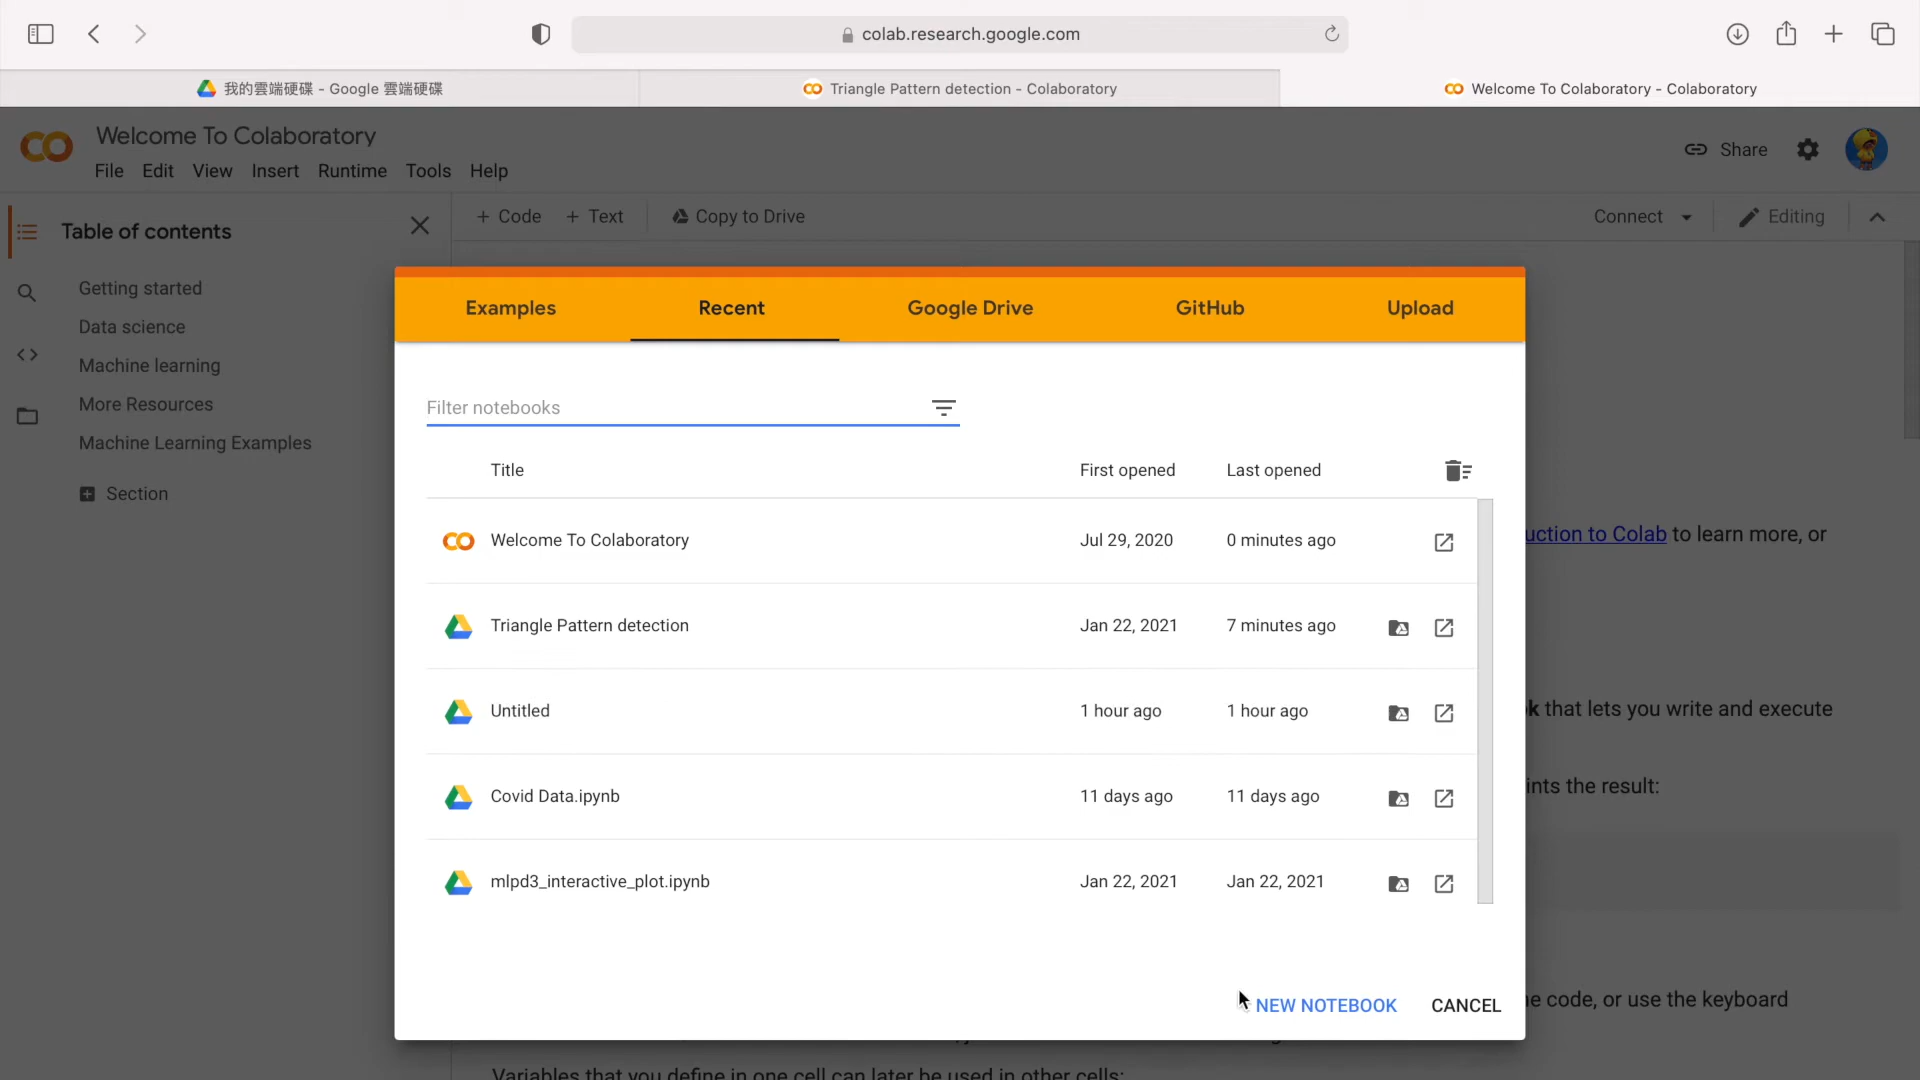 colab.research.google.com
我的雲端硬碟 - Google 雲端硬碟
Triangle Pattern detection - Colaboratory
Welcome To Colaboratory - Colaboratory
Welcome To Colaboratory
File Edit View Insert Runtime Tools Help
Share
Table of contents
+ Code + Text
Copy to Drive
Connect
Editing
Getting started
Data science
Machine learning
More Resources
Machine Learning Examples
Section
Examples Recent Google Drive GitHub Upload
Filter notebooks
Title First opened Last opened
Welcome To Colaboratory Jul 29, 2020 0 minutes ago
Triangle Pattern detection Jan 22, 2021 7 minutes ago
Untitled 1 hour ago 1 hour ago
Covid Data.ipynb 11 days ago 11 days ago
mlpd3_interactive_plot.ipynb Jan 22, 2021 Jan 22, 2021
NEW NOTEBOOK CANCEL
uction to Colab to learn more, or
k that lets you write and execute
ints the result:
e code, or use the keyboard
Variables that you define in one cell can later be used in other cells: